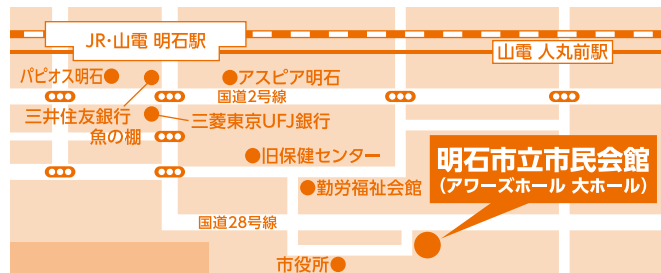 JR・山電 明石駅
山電 人丸前駅
パピオス明石
アスピア明石
国道2号線
三井住友銀行
三菱東京UFJ銀行
魚の棚
旧保健センター
明石市立市民会館
(アワーズホール 大ホール)
勤労福祉会館
国道28号線
市役所